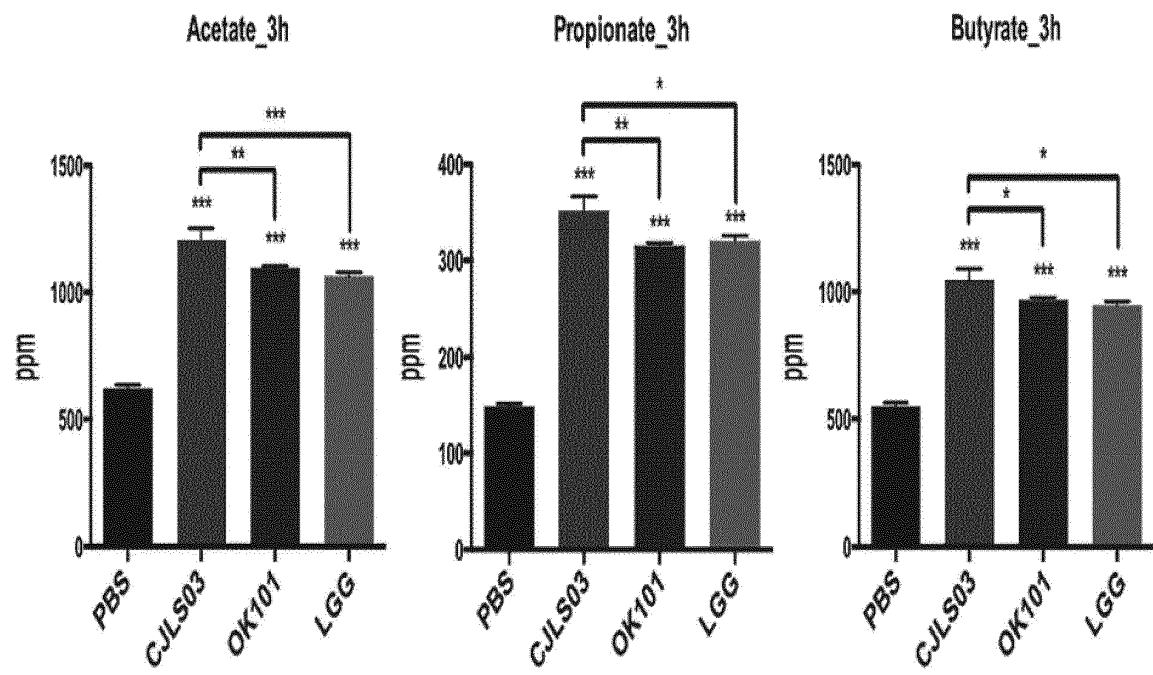 Acetate_3h
***
**
***
***
***
1500
1000
500
0
ppm
PBS
CJLS03
OK101
LGG
Propionate_3h
*
**
***
***
***
400
300
200
100
0
ppm
PBS
CJLS03
OK101
LGG
Butyrate_3h
*
*
***
***
***
1500
1000
500
0
ppm
PBS
CJLS03
OK101
LGG